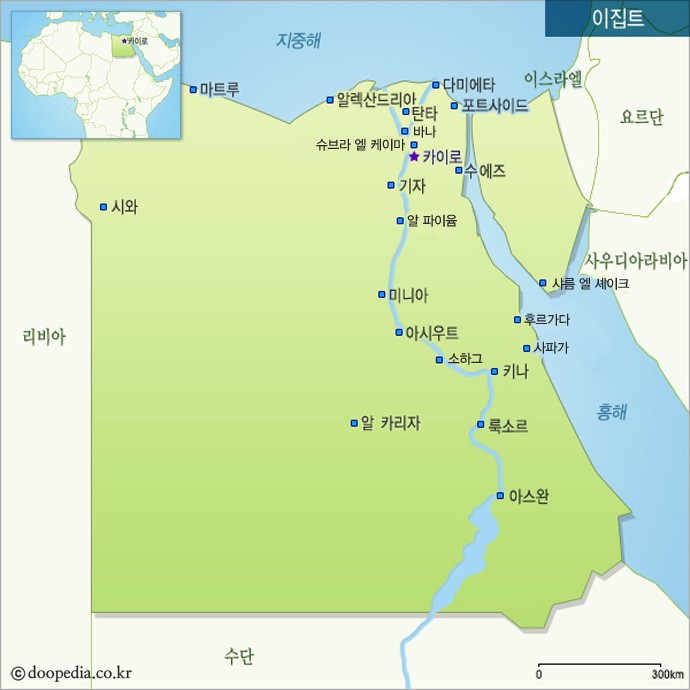 이집트
카이로
지중해
마트루
알렉산드리아
다미에타
이스라엘
포트사이드
탄타
바나
요르단
슈브라 엘 케이마
카이로
수에즈
기자
시와
알 파이윰
사우디아라비아
샤름 엘 셰이크
미니아
후르가다
리비아
아시우트
사파가
소하그
키나
홍해
알 카리자
룩소르
아스완
수단
ⓒ doopedia.co.kr
0 300km